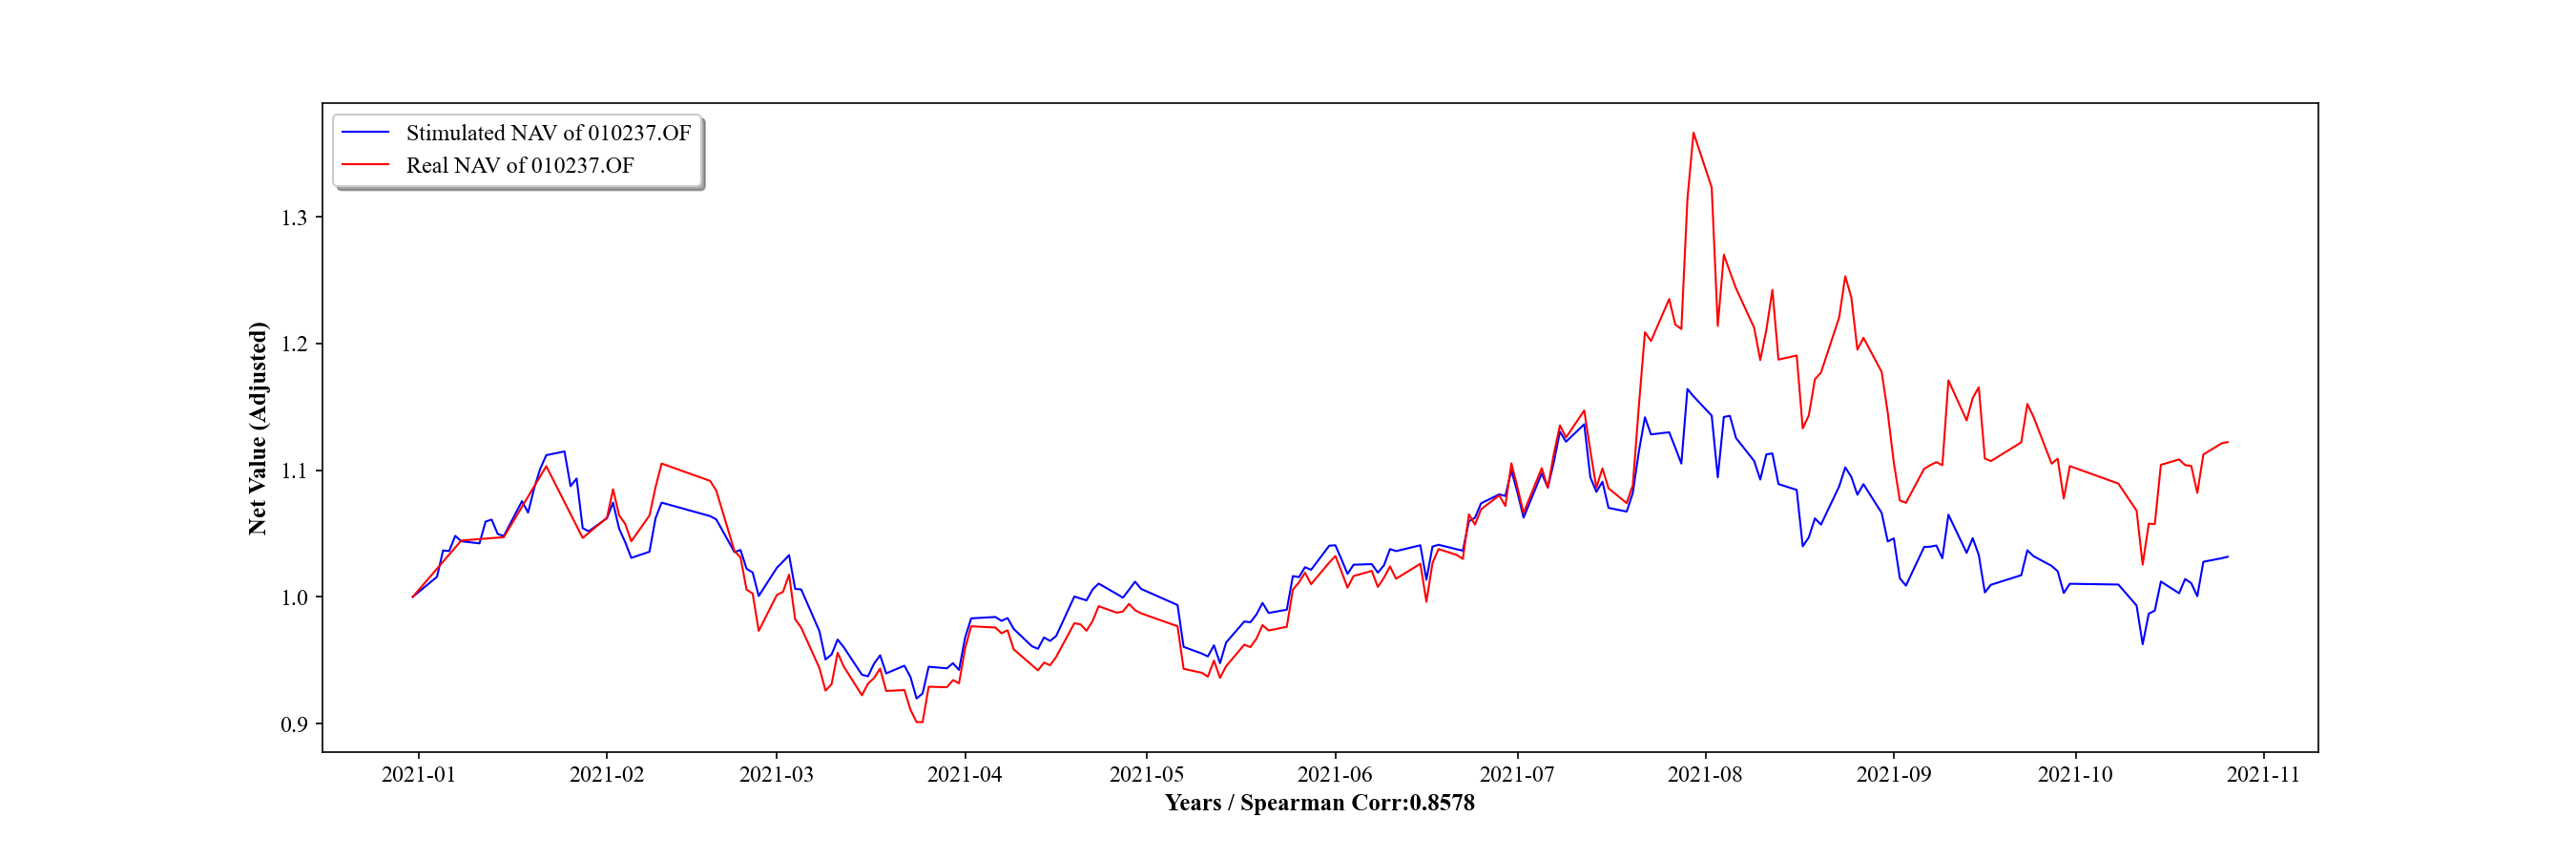 Stimulated NAV of 010237.OF
Real NAV of 010237.OF
Net Value (Adjusted)
1.3
1.2
1.1
1.0
0.9
2021-01 2021-02 2021-03 2021-04 2021-05 2021-06 2021-07 2021-08 2021-09 2021-10 2021-11
Years / Spearman Corr:0.8578